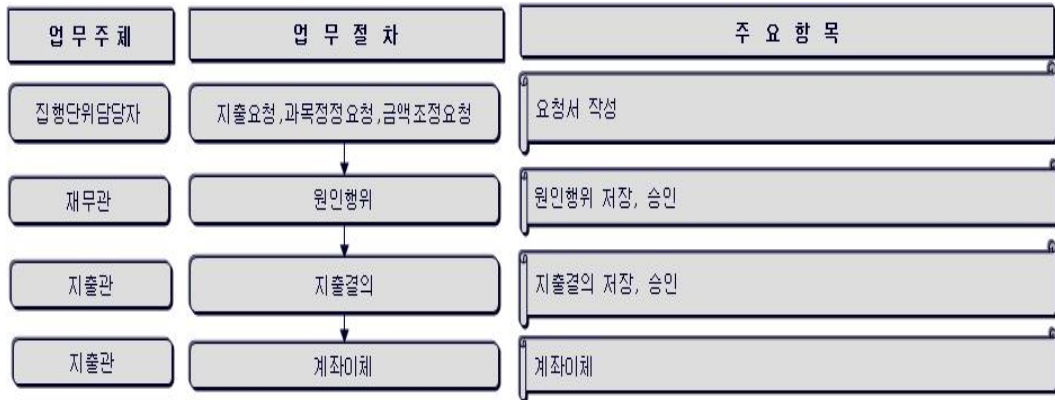 업 무 주 체
업 무 절 차
주 요 항 목
집행단위담당자
지출요청,과목정정요청,금액조정요청
요청서 작성
재무관
원인행위
원인행위 저장, 승인
지출관
지출결의
지출결의 저장, 승인
지출관
계좌이체
계좌이체